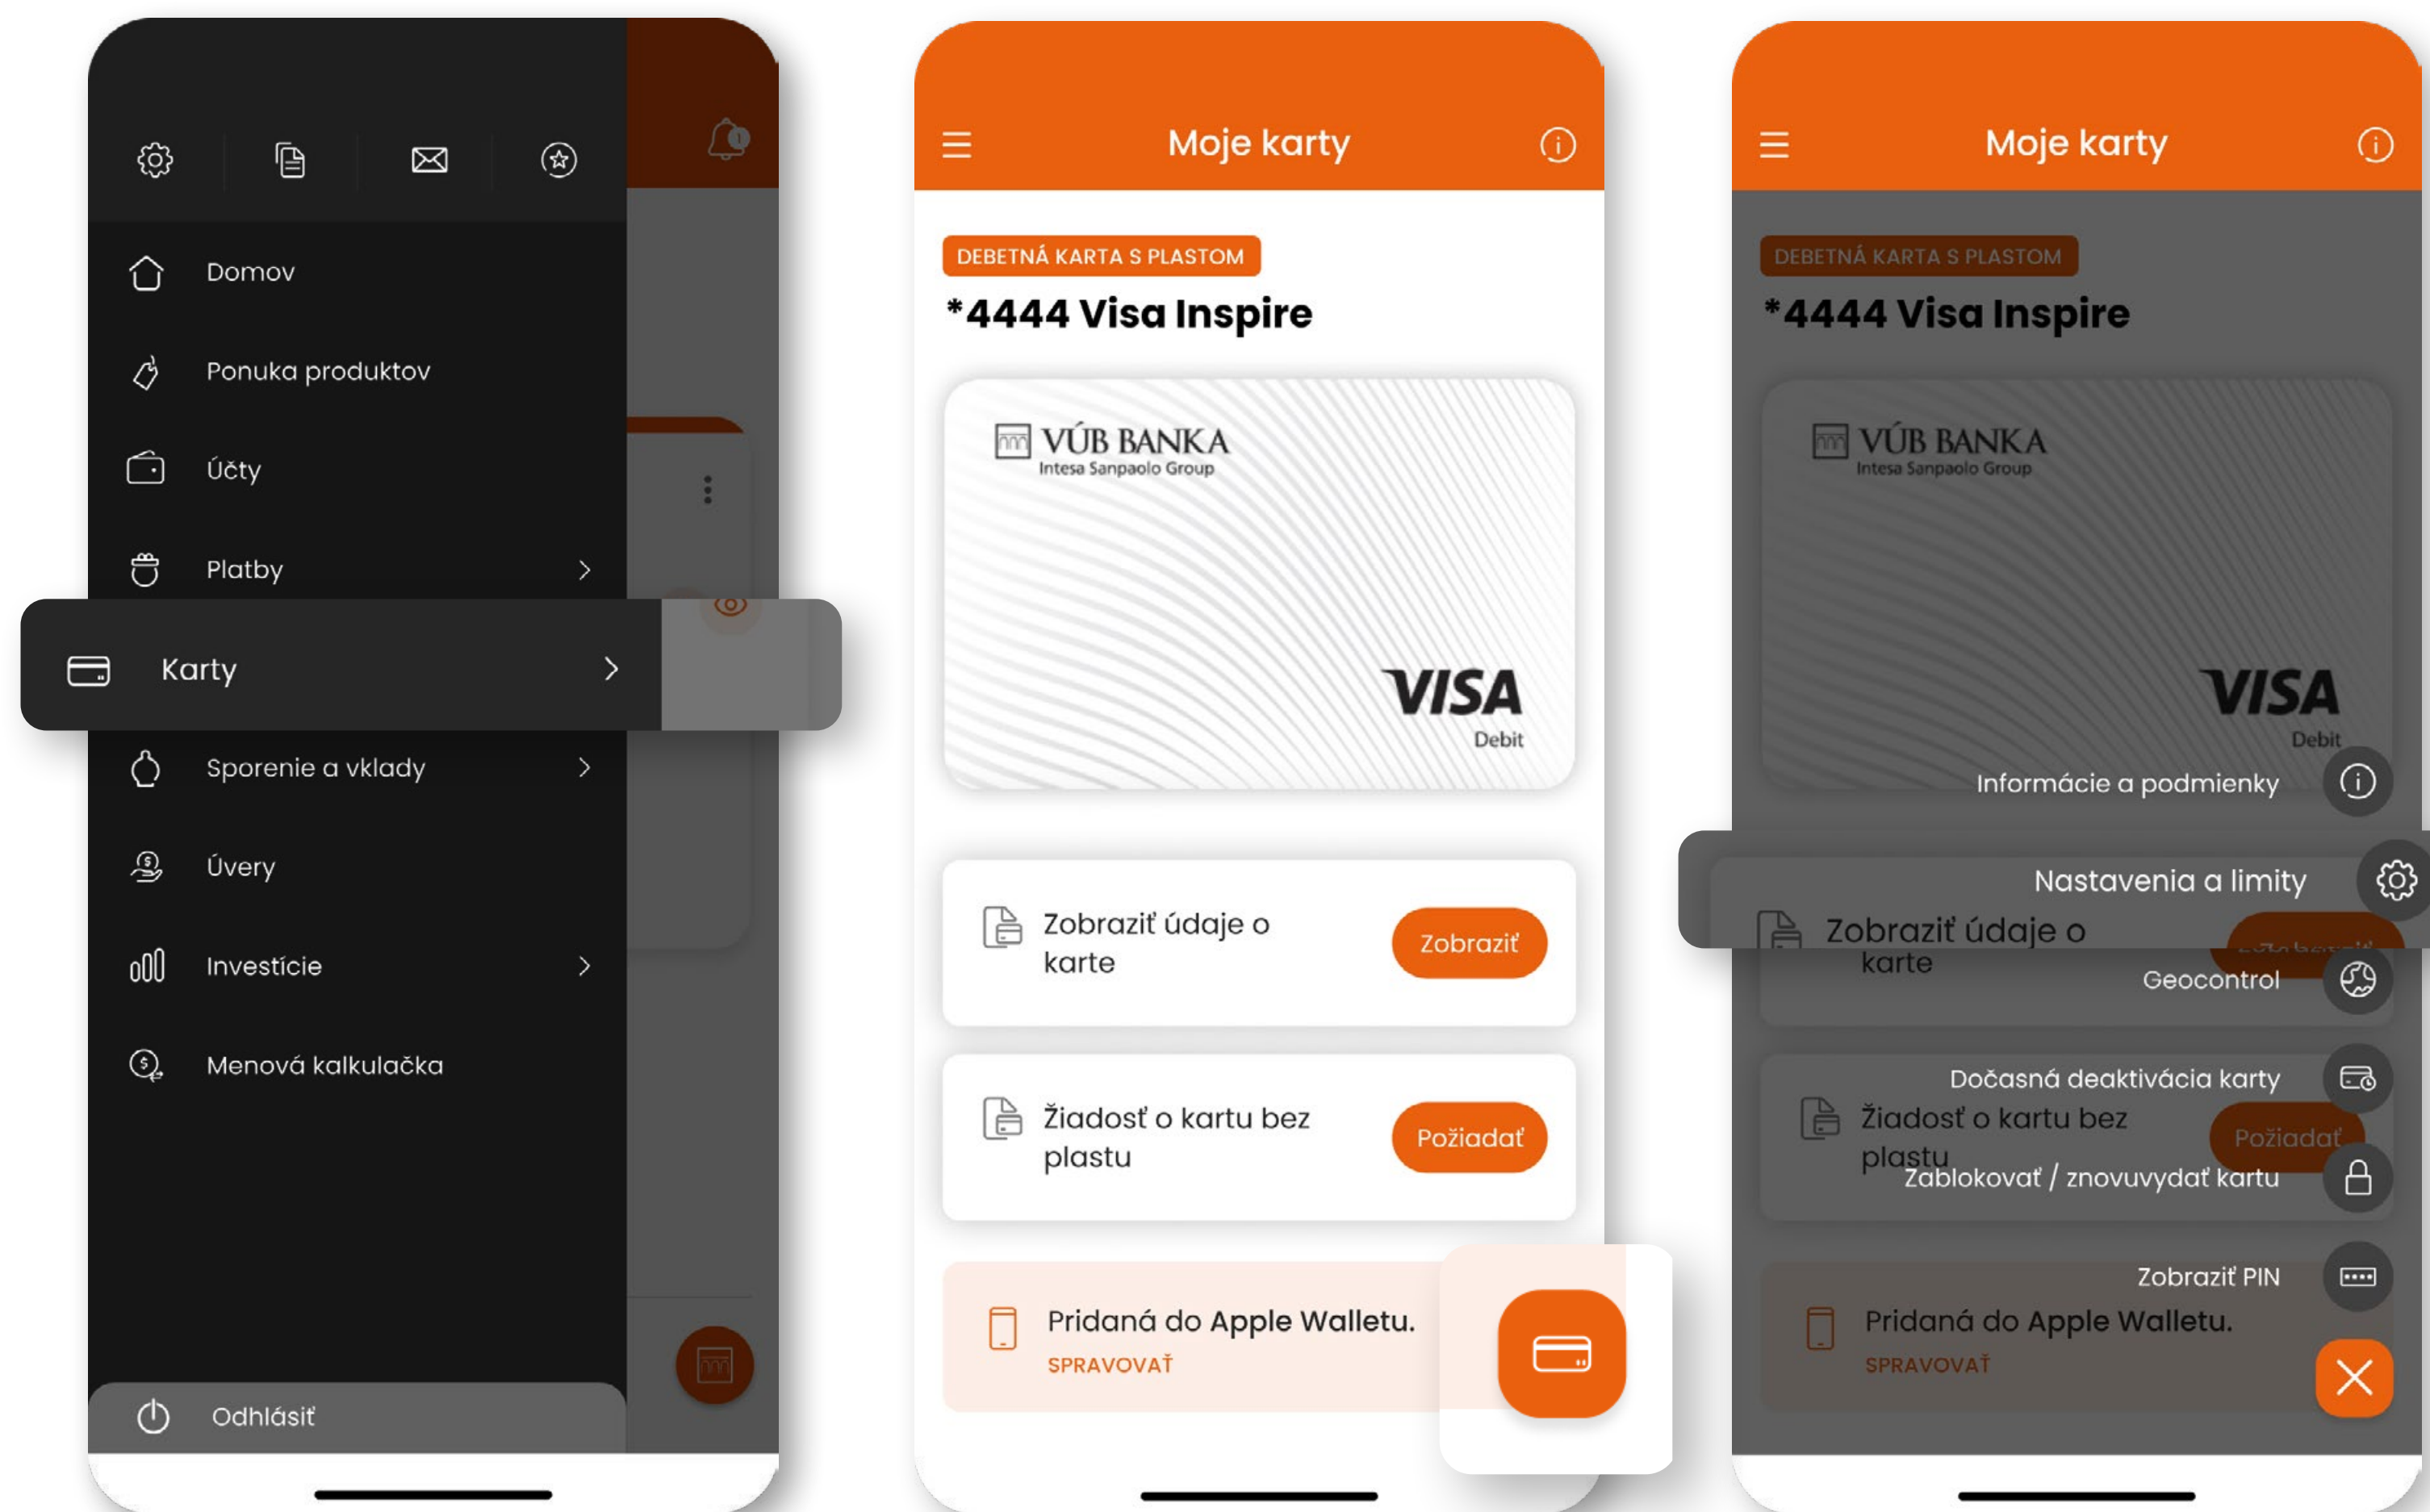 1
Domov
Ponuka produktov
Účty
Platby
Karty
Sporenie a vklady
Úvery
Investície
Menová kalkulačka
Odhlásiť
Moje karty
DEBETNÁ KARTA S PLASTOM
*4444 Visa Inspire
VÚB BANKA
Intesa Sanpaolo Group
VISA
Debit
Zobraziť údaje o
karte
Zobraziť
Žiadosť o kartu bez
plastu
Požiadať
Pridaná do Apple Walletu.
SPRAVOVAŤ
Moje karty
DEBETNÁ KARTA S PLASTOM
*4444 Visa Inspire
VÚB BANKA
Intesa Sanpaolo Group
VISA
Debit
Informácie a podmienky
Nastavenia a limity
Zobraziť údaje o
karte
Geocontrol
Dočasná deaktivácia karty
Žiadosť o kartu bez
plastu
Požiadať
Zablokovať / znovuvydať kartu
Zobraziť PIN
Pridaná do Apple Walletu.
SPRAVOVAŤ